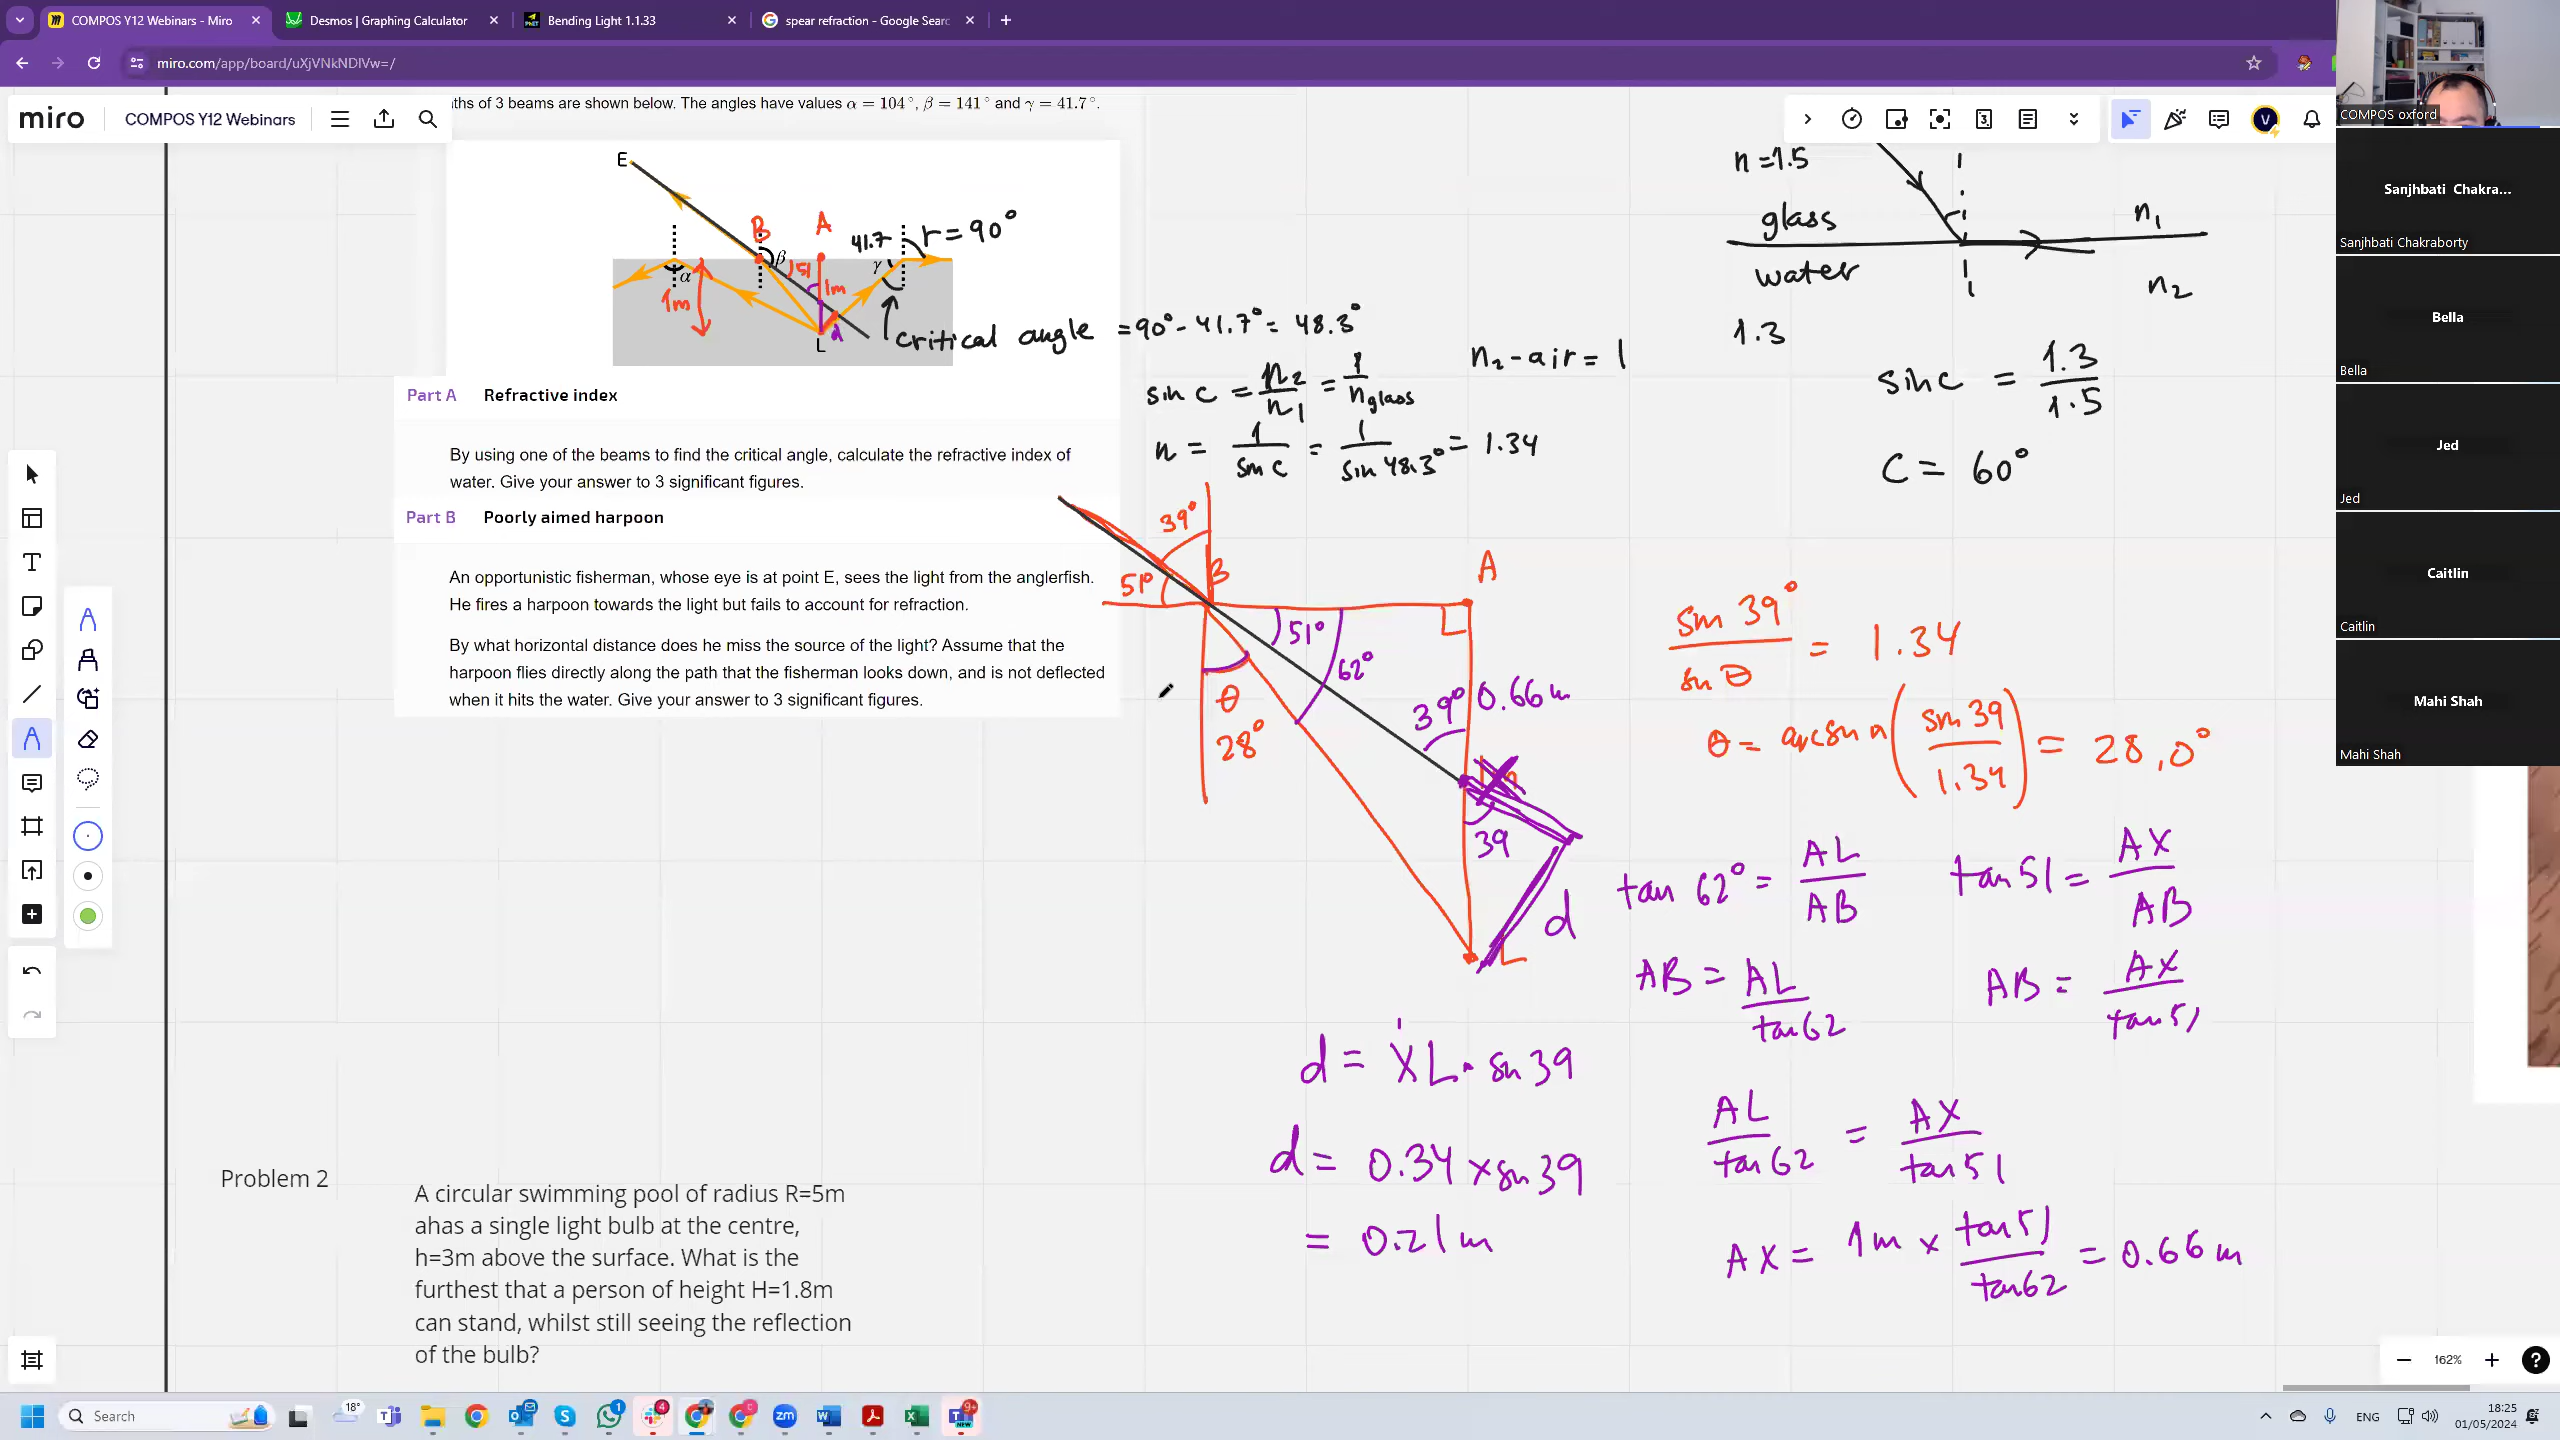 COMPOS Y12 Webinars - Miro
Desmos | Graphing Calculator
Bending Light 1.1.33
spear refraction - Google Searc
miro.com/app/board/uXjVNkNDlVw=/
miro
COMPOS Y12 Webinars
ths of 3 beams are shown below. The angles have values α = 104°, β = 141° and γ = 41.7°.
E
B
A
β
51
α
1m
1m
41.7
γ
r = 90°
L
critical angle = 90° - 41.7° = 48.3°
sin c = n2/n1 = 1/nglass
n2 - air = 1
n = 1/sin c = 1/sin 48.3° = 1.34
n = 1.5
glass
n1
water
n2
1.3
sin c = 1.3/1.5
c = 60°
Part A Refractive index
By using one of the beams to find the critical angle, calculate the refractive index of
water. Give your answer to 3 significant figures.
Part B Poorly aimed harpoon
An opportunistic fisherman, whose eye is at point E, sees the light from the anglerfish.
He fires a harpoon towards the light but fails to account for refraction.
By what horizontal distance does he miss the source of the light? Assume that the
harpoon flies directly along the path that the fisherman looks down, and is not deflected
when it hits the water. Give your answer to 3 significant figures.
39°
51°
B
A
51°
62°
θ
28°
39°
0.66 m
39
d
L
sin 39°/sin θ = 1.34
θ = arcsin (sin 39/1.34) = 28,0°
tan 62° = AL/AB
tan 51 = AX/AB
AB = AL/tan 62
AB = AX/tan 51
d = XL · sin 39
d = 0.34 × sin 39
= 0.21 m
AL/tan 62 = AX/tan 51
AX = 1m × tan 51/tan 62 = 0.66 m
Problem 2
A circular swimming pool of radius R=5m
ahas a single light bulb at the centre,
h=3m above the surface. What is the
furthest that a person of height H=1.8m
can stand, whilst still seeing the reflection
of the bulb?
COMPOS oxford
Sanjhbati Chakra...
Sanjhbati Chakraborty
Bella
Bella
Jed
Jed
Caitlin
Caitlin
Mahi Shah
Mahi Shah
V
162%
Search
18°
ENG
18:25
01/05/2024